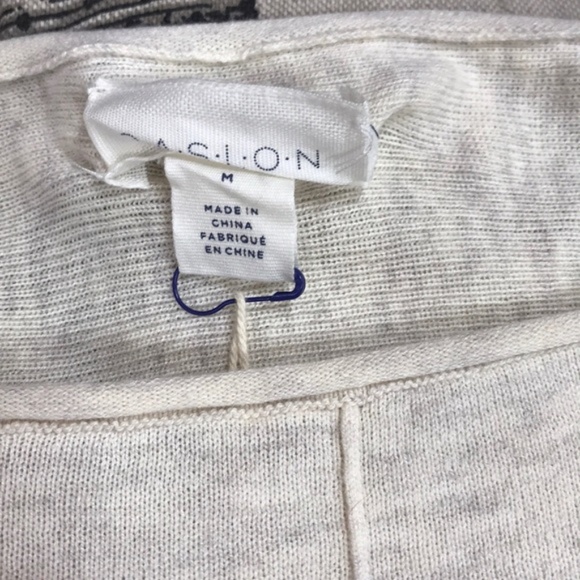 C·A·S·L·O·N
M
MADE IN
CHINA
FABRIQUÉ
EN CHINE